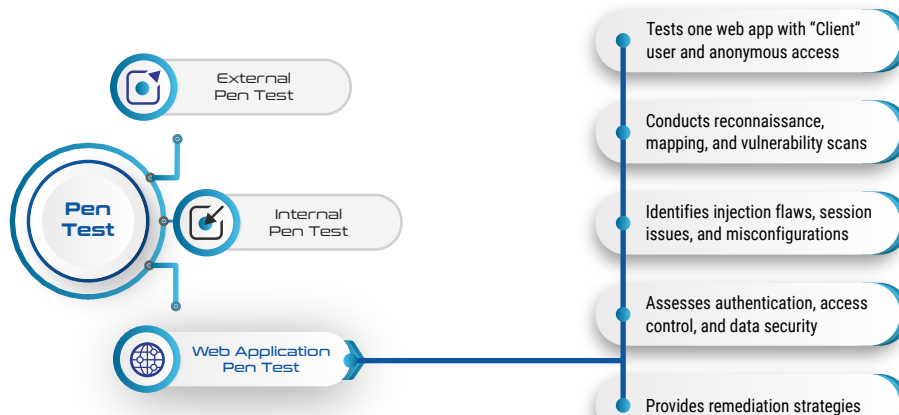 External
Pen Test
Pen
Test
Internal
Pen Test
Web Application
Pen Test
Tests one web app with “Client”
user and anonymous access
Conducts reconnaissance,
mapping, and vulnerability scans
Identifies injection flaws, session
issues, and misconfigurations
Assesses authentication, access
control, and data security
Provides remediation strategies